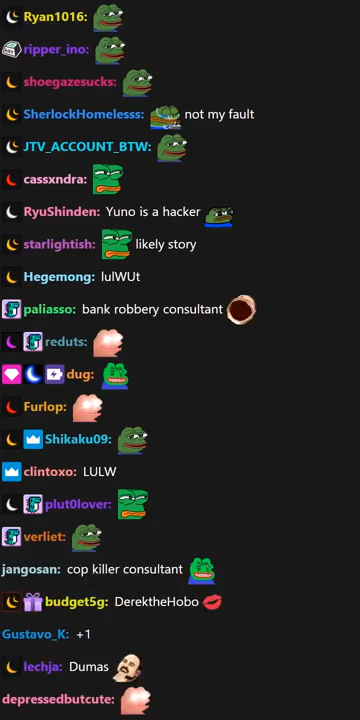 Ryan1016:
ripper_ino:
shoegazesucks:
SherlockHomelesss: not my fault
JTV_ACCOUNT_BTW:
cassxndra:
RyuShinden: Yuno is a hacker
starlightish: likely story
Hegemong: lulWUt
paliasso: bank robbery consultant
reduts:
dug:
Furlop:
Shikaku09:
clintoxo: LULW
plut0lover:
verliet:
jangosan: cop killer consultant
budget5g: DerektheHobo
Gustavo_K: +1
lechja: Dumas
depressedbutcute: